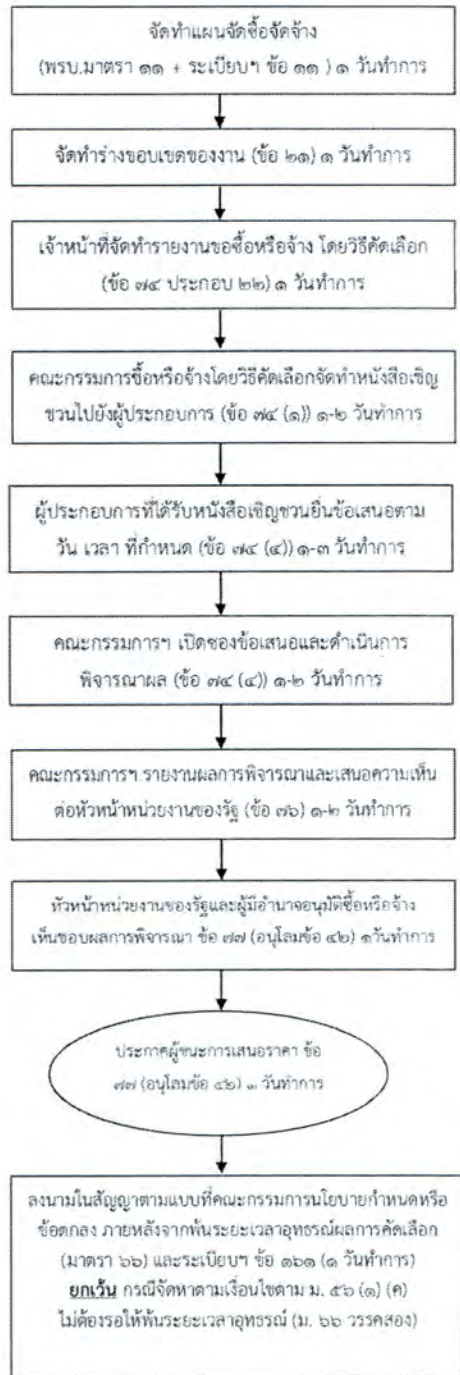 จัดทำแผนจัดซื้อจัดจ้าง
(พรบ.มาตรา ๑๑ + ระเบียบฯ ข้อ ๑๑ ) ๑ วันทำการ
จัดทำร่างขอบเขตของงาน (ข้อ ๒๑) ๑ วันทำการ
เจ้าหน้าที่จัดทำรายงานขอซื้อหรือจ้าง โดยวิธีคัดเลือก
(ข้อ ๗๔ ประกอบ ๒๒) ๑ วันทำการ
คณะกรรมการซื้อหรือจ้างโดยวิธีคัดเลือกจัดทำหนังสือเชิญ
ชวนไปยังผู้ประกอบการ (ข้อ ๗๔ (๑)) ๑-๒ วันทำการ
ผู้ประกอบการที่ได้รับหนังสือเชิญชวนยื่นข้อเสนอตาม
วัน เวลา ที่กำหนด (ข้อ ๗๔ (๔)) ๑-๓ วันทำการ
คณะกรรมการฯ เปิดซองข้อเสนอและดำเนินการ
พิจารณาผล (ข้อ ๗๔ (๔)) ๑-๒ วันทำการ
คณะกรรมการฯ รายงานผลการพิจารณาและเสนอความเห็น
ต่อหัวหน้าหน่วยงานของรัฐ (ข้อ ๗๖) ๑-๒ วันทำการ
หัวหน้าหน่วยงานของรัฐและผู้มีอำนาจอนุมัติซื้อหรือจ้าง
เห็นชอบผลการพิจารณา ข้อ ๗๗ (อนุโลมข้อ ๔๒) ๑วันทำการ
ประกาศผู้ชนะการเสนอราคา ข้อ
๗๗ (อนุโลมข้อ ๔๒) ๑ วันทำการ
ลงนามในสัญญาตามแบบที่คณะกรรมการนโยบายกำหนดหรือ
ข้อตกลง ภายหลังจากพ้นระยะเวลาอุทธรณ์ผลการคัดเลือก
(มาตรา ๖๖) และระเบียบฯ ข้อ ๑๖๑ (๑ วันทำการ)
ยกเว้น กรณีจัดหาตามเงื่อนไขตาม ม. ๕๖ (๑) (ค)
ไม่ต้องรอให้พ้นระยะเวลาอุทธรณ์ (ม. ๖๖ วรรคสอง)